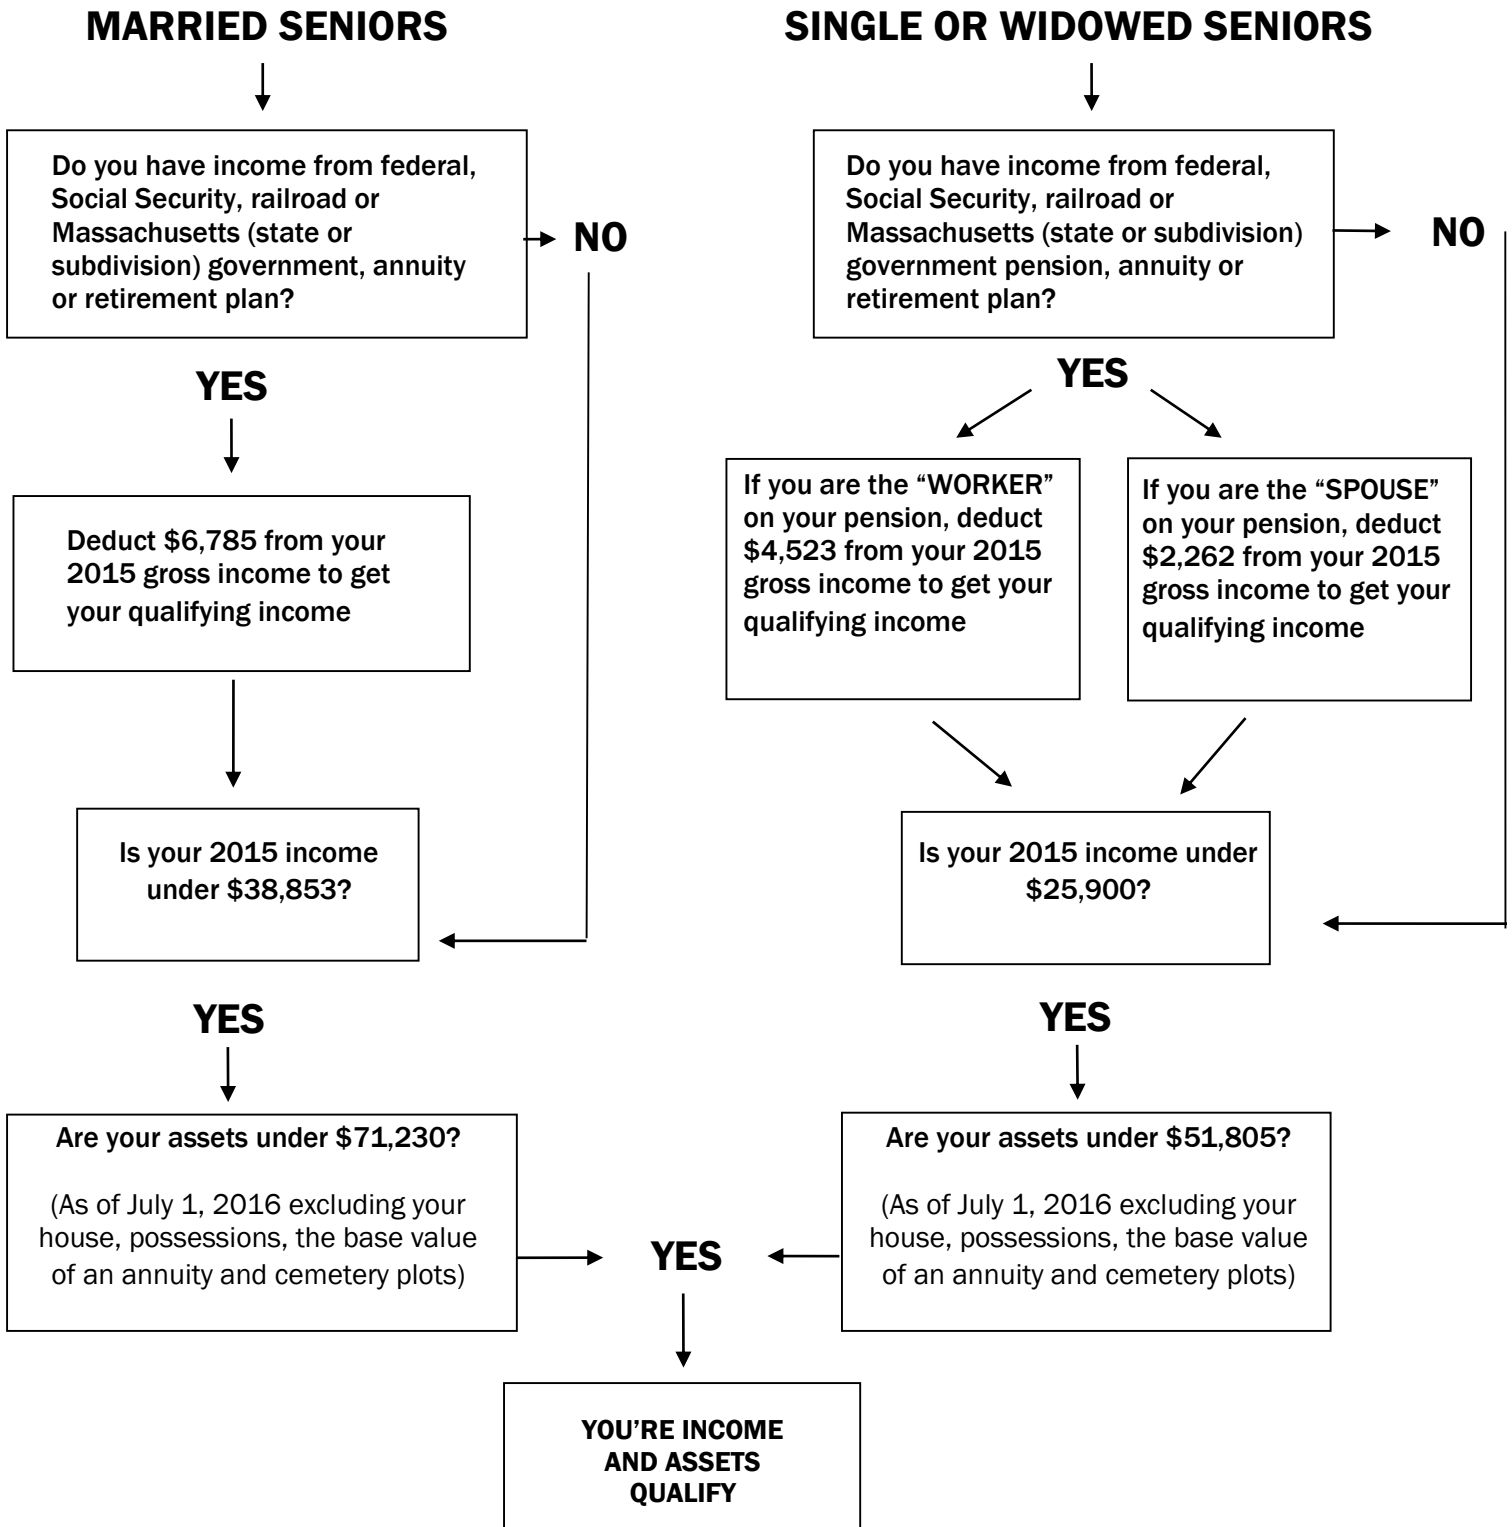 MARRIED SENIORS
Do you have income from federal,
Social Security, railroad or
Massachusetts (state or
subdivision) government, annuity
or retirement plan?
NO
YES
Deduct $6,785 from your
2015 gross income to get
your qualifying income
Is your 2015 income
under $38,853?
YES
Are your assets under $71,230?
(As of July 1, 2016 excluding your
house, possessions, the base value
of an annuity and cemetery plots)
SINGLE OR WIDOWED SENIORS
Do you have income from federal,
Social Security, railroad or
Massachusetts (state or subdivision)
government pension, annuity or
retirement plan?
NO
YES
If you are the “WORKER”
on your pension, deduct
$4,523 from your 2015
gross income to get your
qualifying income
If you are the “SPOUSE”
on your pension, deduct
$2,262 from your 2015
gross income to get your
qualifying income
Is your 2015 income under
$25,900?
YES
Are your assets under $51,805?
(As of July 1, 2016 excluding your
house, possessions, the base value
of an annuity and cemetery plots)
YES
YOU’RE INCOME
AND ASSETS
QUALIFY